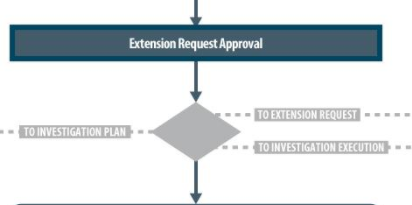 Extension Request Approval
TO EXTENSION REQUEST
TO INVESTIGATION PLAN
TO INVESTIGATION EXECUTION